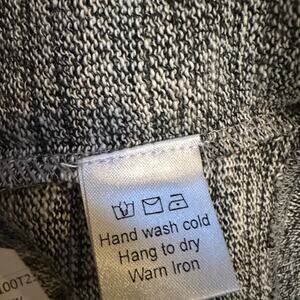 Hand wash cold
Hang to dry
Warn Iron